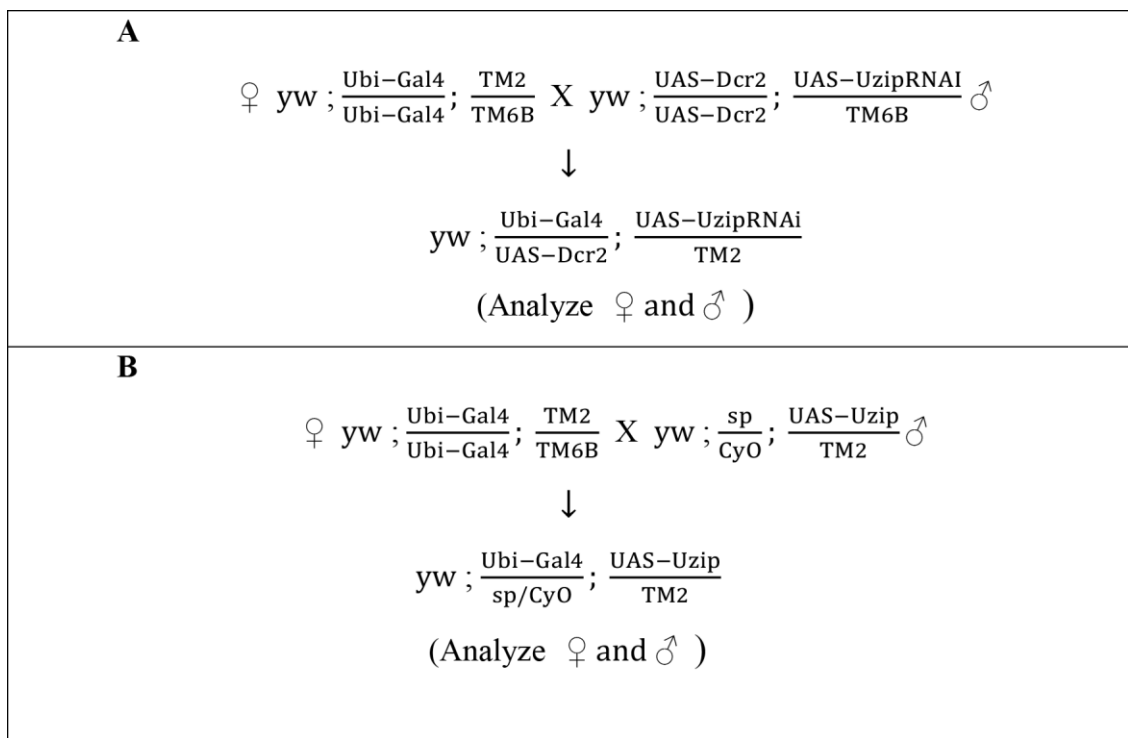 A
♀ yw ; Ubi−Gal4/Ubi−Gal4 ; TM2/TM6B X yw ; UAS−Dcr2/UAS−Dcr2 ; UAS−UzipRNAI/TM6B ♂
↓
yw ; Ubi−Gal4/UAS−Dcr2 ; UAS−UzipRNAi/TM2
(Analyze ♀ and ♂ )
B
♀ yw ; Ubi−Gal4/Ubi−Gal4 ; TM2/TM6B X yw ; sp/CyO ; UAS−Uzip/TM2 ♂
↓
yw ; Ubi−Gal4/sp/CyO ; UAS−Uzip/TM2
(Analyze ♀ and ♂ )